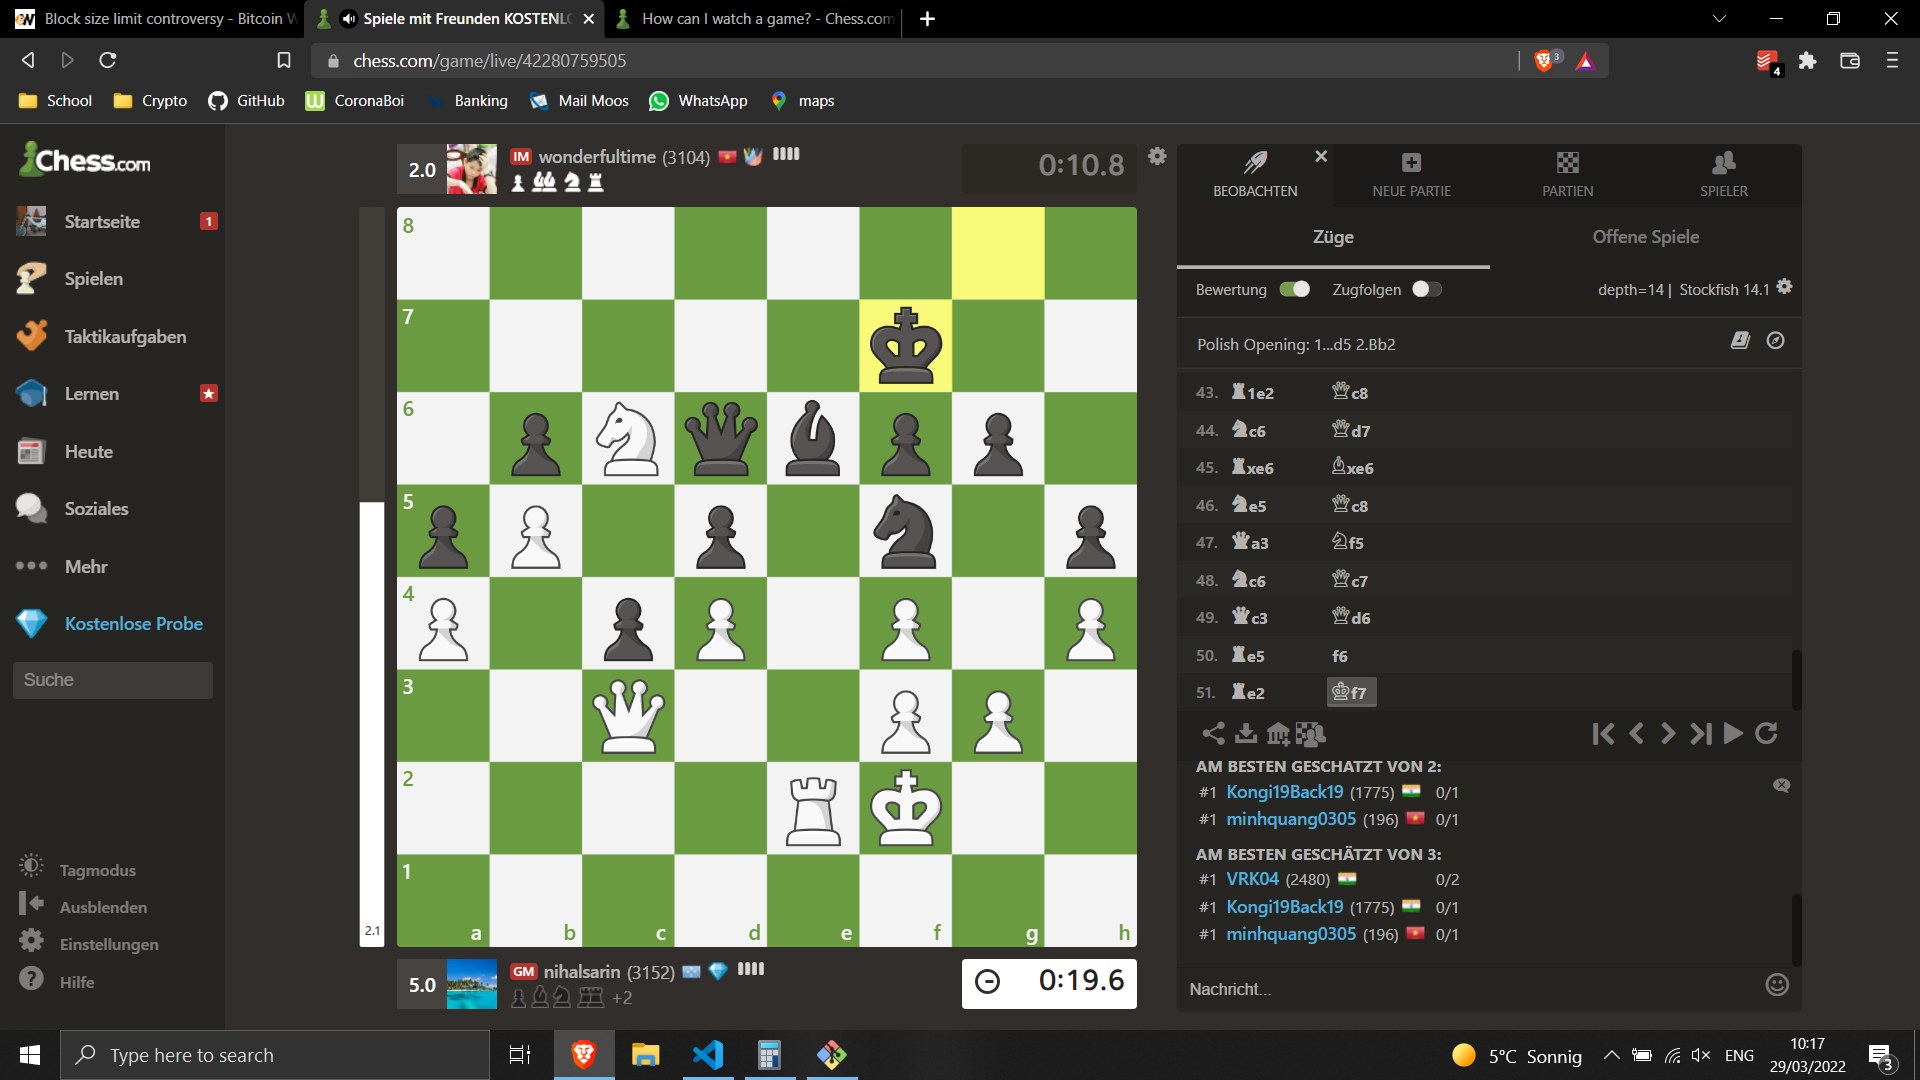 Block size limit controversy - Bitcoin W
Spiele mit Freunden KOSTENLO
How can I watch a game? - Chess.com
chess.com/game/live/42280759505
3
4
School
Crypto
GitHub
CoronaBoi
Banking
Mail Moos
WhatsApp
maps
Chess.com
Startseite
1
Spielen
Taktikaufgaben
Lernen
Heute
Soziales
Mehr
Kostenlose Probe
Suche
Tagmodus
Ausblenden
Einstellungen
Hilfe
2.0
IM wonderfultime (3104)
0:10.8
8
7
6
5
4
3
2
1
a b c d e f g h
2.1
5.0
GM nihalsarin (3152)
+2
0:19.6
BEOBACHTEN
NEUE PARTIE
PARTIEN
SPIELER
Züge
Offene Spiele
Bewertung
Zugfolgen
depth=14 | Stockfish 14.1
Polish Opening: 1...d5 2.Bb2
43. 1e2 c8
44. c6 d7
45. xe6 xe6
46. e5 c8
47. a3 f5
48. c6 c7
49. c3 d6
50. e5 f6
51. e2 f7
AM BESTEN GESCHÄTZT VON 2:
#1 Kongi19Back19 (1775) 0/1
#1 minhquang0305 (196) 0/1
AM BESTEN GESCHÄTZT VON 3:
#1 VRK04 (2480) 0/2
#1 Kongi19Back19 (1775) 0/1
#1 minhquang0305 (196) 0/1
Nachricht...
Type here to search
5°C Sonnig
ENG
10:17
29/03/2022
3